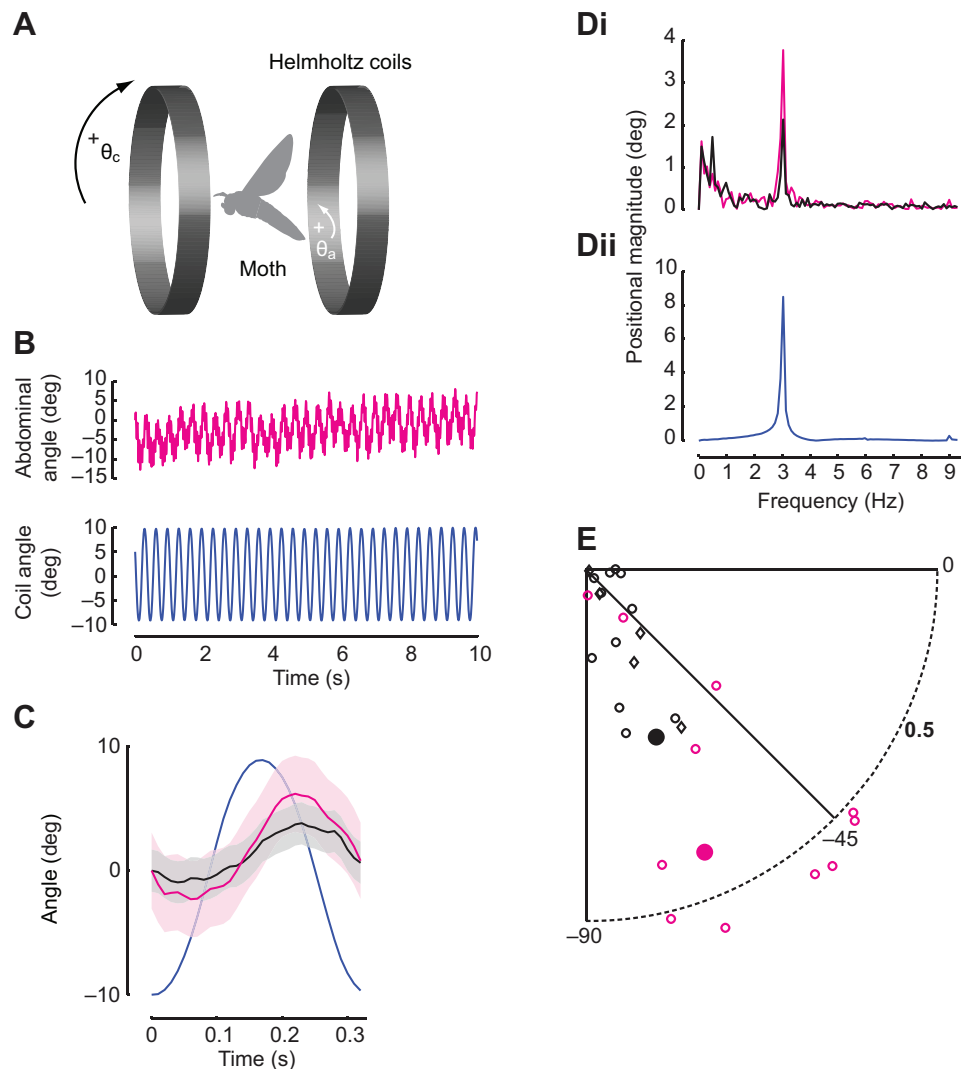 A
Helmholtz coils
+
θc
+
θa
Moth
B
Abdominal
angle (deg)
10
5
0
−5
−10
−15
Coil angle
(deg)
10
5
0
−5
−10
0 2 4 6 8 10
Time (s)
C
Angle (deg)
10
0
−10
0 0.1 0.2 0.3
Time (s)
Di
4
3
2
1
0
Dii
Positional magnitude (deg)
10
8
6
4
2
0
0 1 2 3 4 5 6 7 8 9
Frequency (Hz)
E
0
0.5
−45
−90